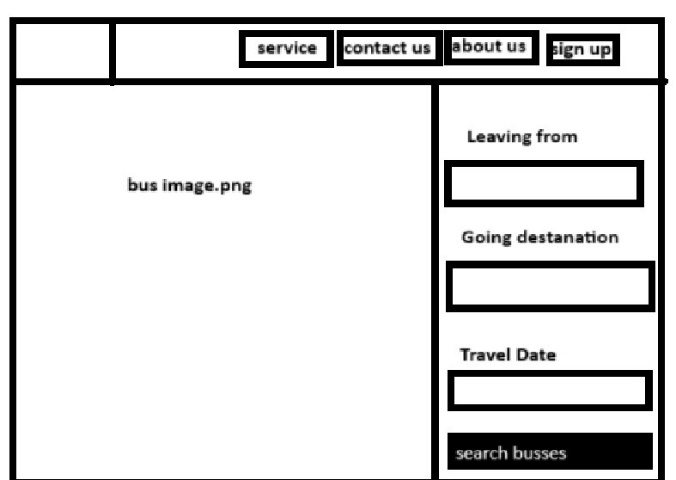 service
contact us
about us
sign up
bus image.png
Leaving from
Going destanation
Travel Date
search busses